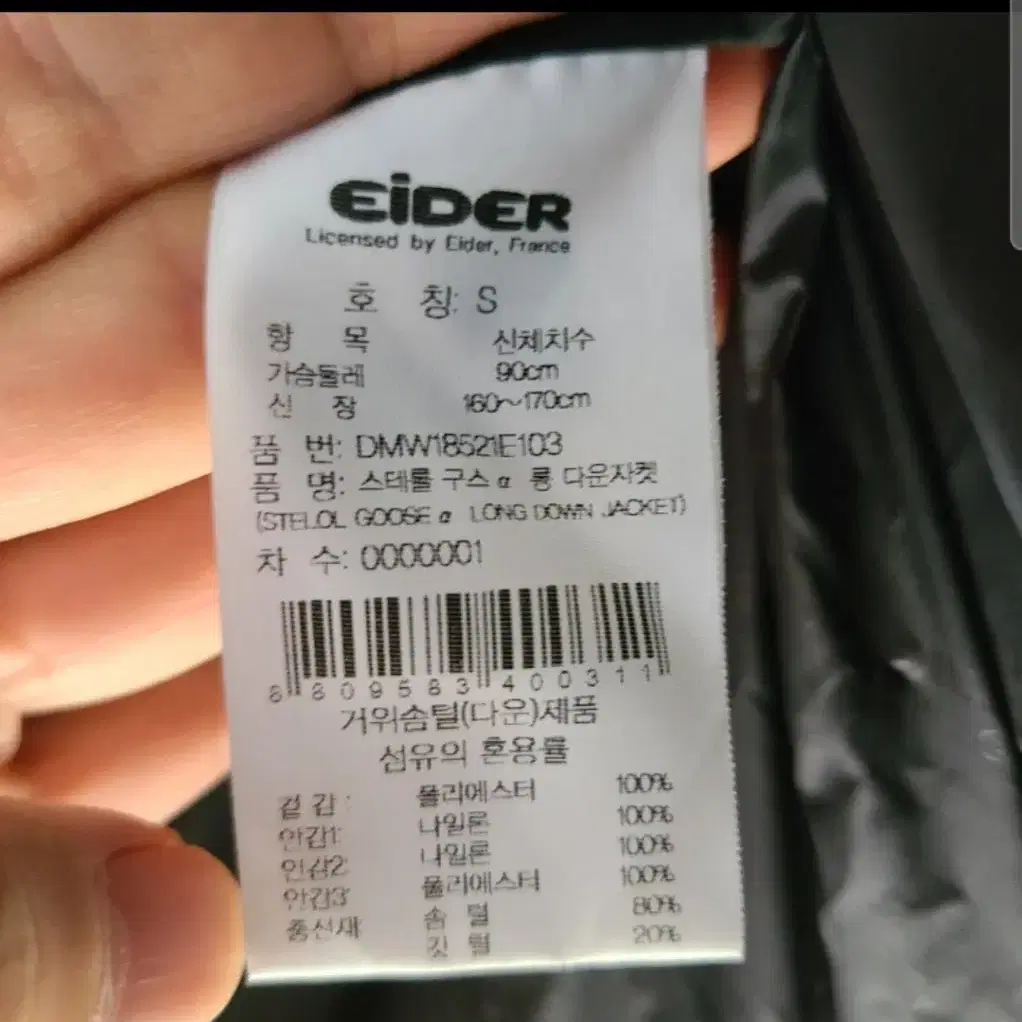 EiDER
Licensed by Eider, France
호 칭: S
항 목 신체치수
가슴둘레 90cm
신 장 160~170cm
품 번: DMW18521E103
품 명: 스테롤 구스 α 롱 다운자켓
(STELOL GOOSE α LONG DOWN JACKET)
차 수: 0000001
8 809583 400311
거위솜털(다운)제품
섬유의 혼용률
겉감: 폴리에스터 100%
안감1: 나일론 100%
안감2: 나일론 100%
안감3: 폴리에스터 100%
충전재 솜털 80%
깃털 20%